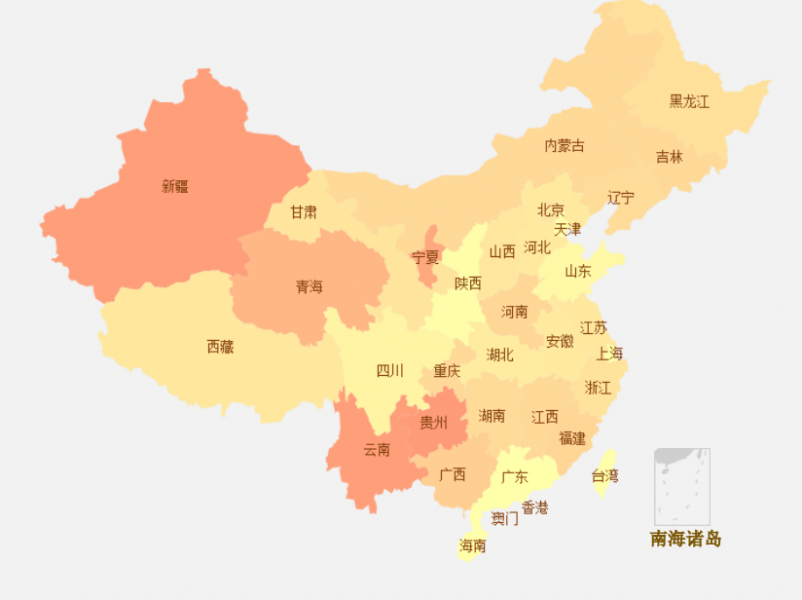 黑龙江
内蒙古
吉林
新疆
辽宁
甘肃
北京
天津
宁夏
山西
河北
山东
陕西
青海
河南
江苏
安徽
西藏
湖北
上海
四川
重庆
浙江
湖南
江西
贵州
福建
云南
广西
广东
台湾
香港
澳门
南海诸岛
海南